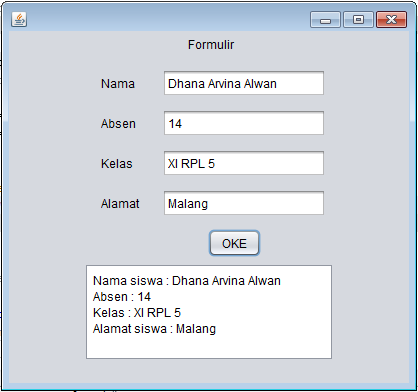 Formulir
Nama Dhana Arvina Alwan
Absen 14
Kelas XI RPL 5
Alamat Malang
OKE
Nama siswa : Dhana Arvina Alwan
Absen : 14
Kelas : XI RPL 5
Alamat siswa : Malang